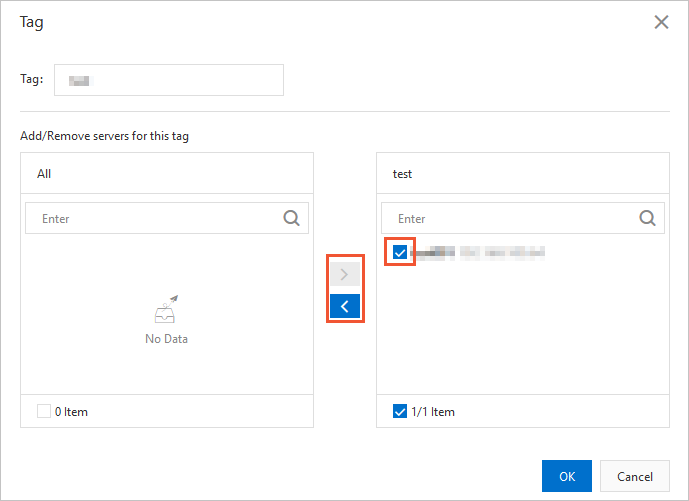 Tag
Tag:
Add/Remove servers for this tag
All
test
Enter
Enter
No Data
0 Item
1/1 Item
OK
Cancel